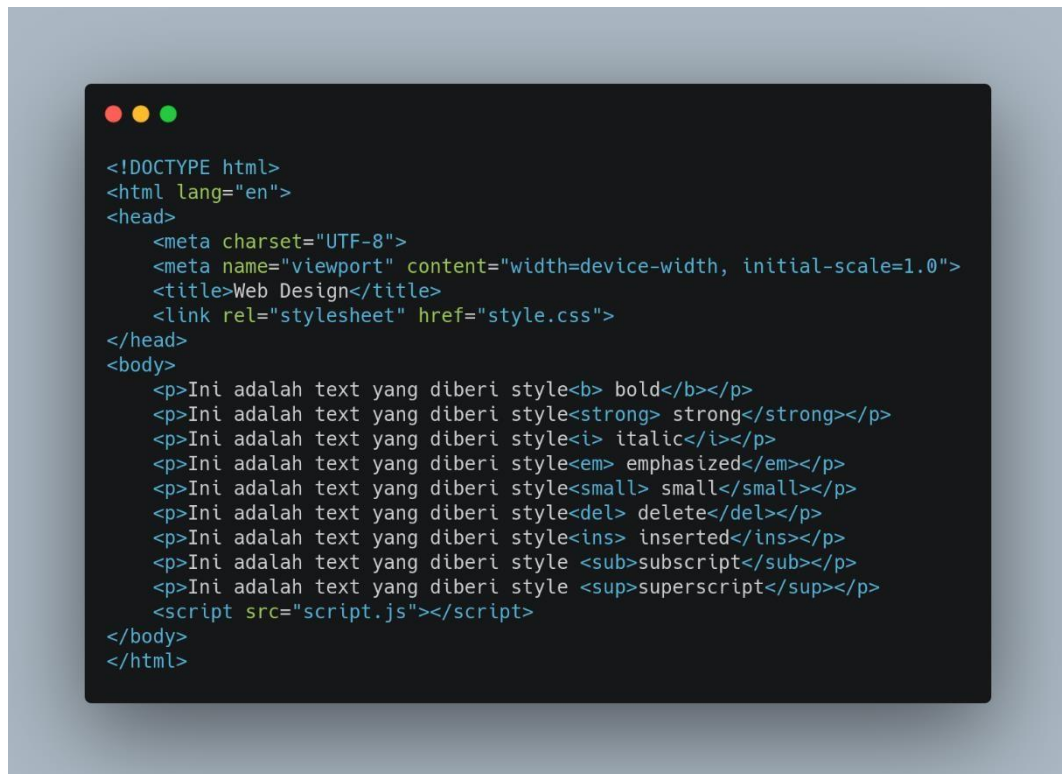 <!DOCTYPE html>
<html lang="en">
<head>
    <meta charset="UTF-8">
    <meta name="viewport" content="width=device-width, initial-scale=1.0">
    <title>Web Design</title>
    <link rel="stylesheet" href="style.css">
</head>
<body>
    <p>Ini adalah text yang diberi style<b> bold</b></p>
    <p>Ini adalah text yang diberi style<strong> strong</strong></p>
    <p>Ini adalah text yang diberi style<i> italic</i></p>
    <p>Ini adalah text yang diberi style<em> emphasized</em></p>
    <p>Ini adalah text yang diberi style<small> small</small></p>
    <p>Ini adalah text yang diberi style<del> delete</del></p>
    <p>Ini adalah text yang diberi style<ins> inserted</ins></p>
    <p>Ini adalah text yang diberi style <sub>subscript</sub></p>
    <p>Ini adalah text yang diberi style <sup>superscript</sup></p>
    <script src="script.js"></script>
</body>
</html>